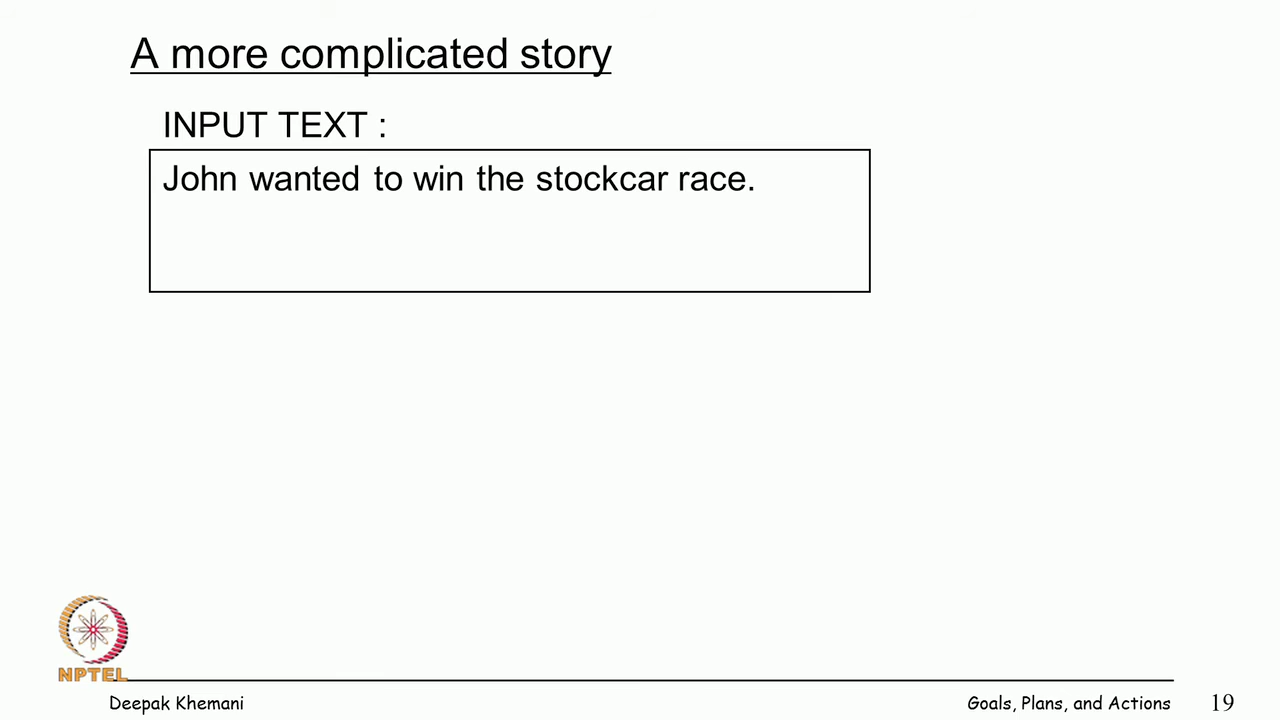 A more complicated story
INPUT TEXT :
John wanted to win the stockcar race.
NPTEL
Deepak Khemani
Goals, Plans, and Actions
19